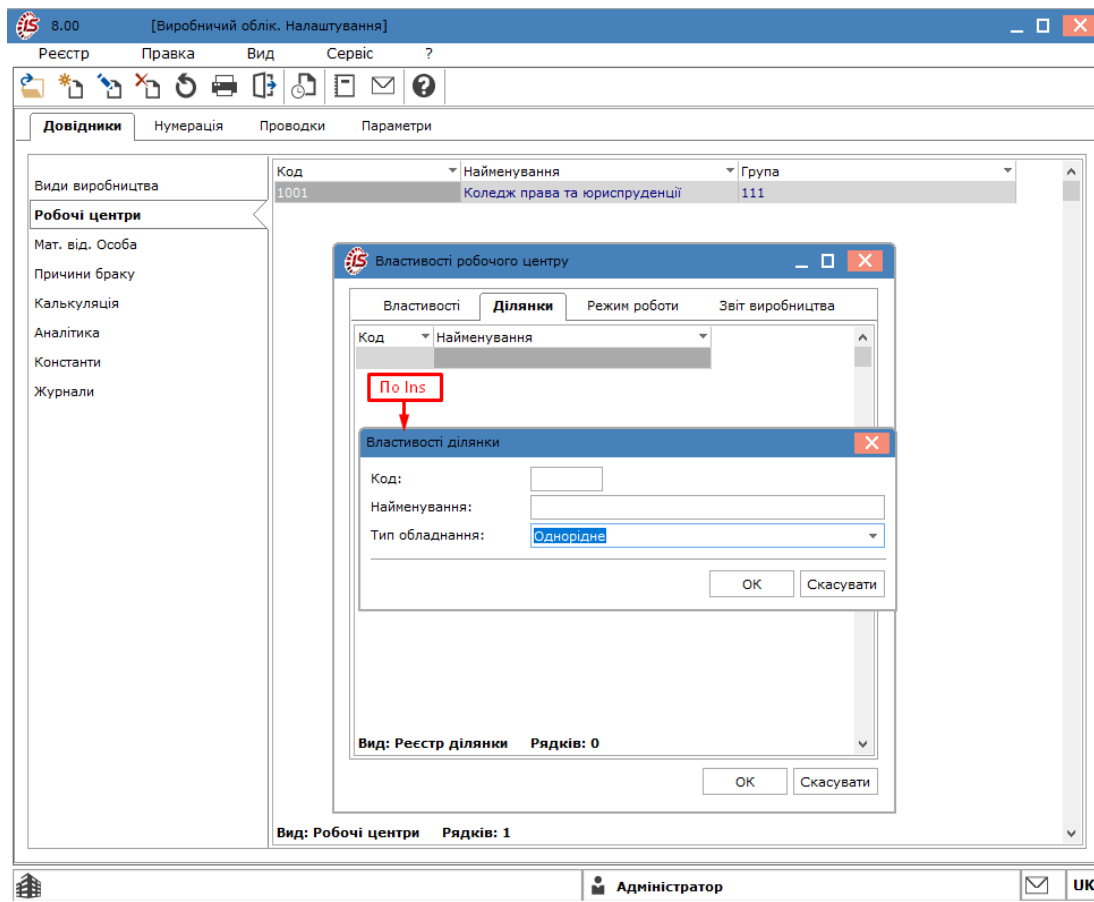 8.00 [Виробничий облік. Налаштування]
Реєстр Правка Вид Сервіс ?
Довідники Нумерація Проводки Параметри
Види виробництва
Робочі центри
Мат. від. Особа
Причини браку
Калькуляція
Аналітика
Константи
Журнали
Код Найменування Група
1001 Коледж права та юриспруденції 111
Властивості робочого центру
Властивості Ділянки Режим роботи Звіт виробництва
Код Найменування
По Ins
Властивості ділянки
Код:
Найменування:
Тип обладнання: Однорідне
ОК Скасувати
Вид: Реєстр ділянки Рядків: 0
ОК Скасувати
Вид: Робочі центри Рядків: 1
Адміністратор UK